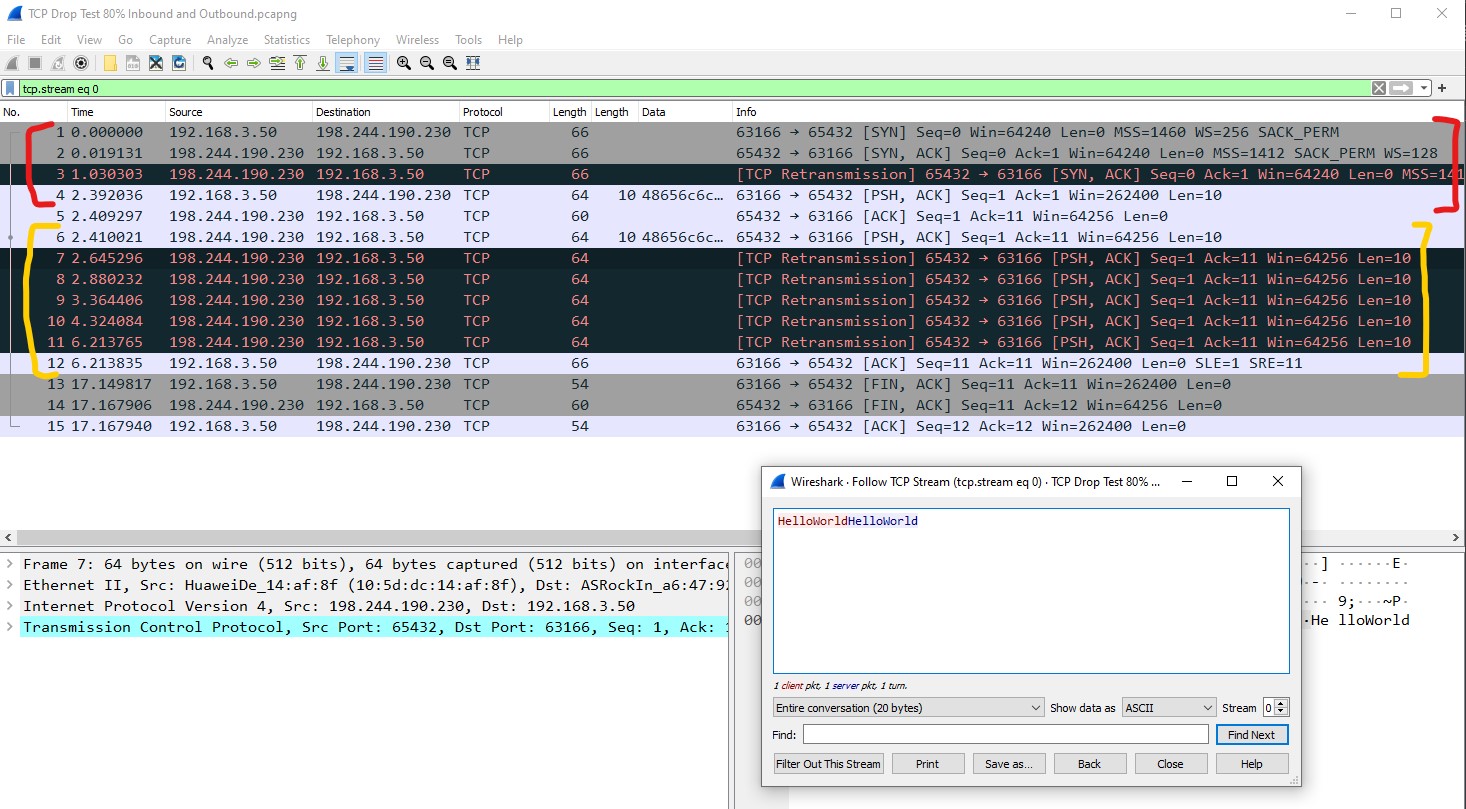 TCP Drop Test 80% Inbound and Outbound.pcapng
File Edit View Go Capture Analyze Statistics Telephony Wireless Tools Help
tcp.stream eq 0
No. Time Source Destination Protocol Length Length Data Info
1 0.000000 192.168.3.50 198.244.190.230 TCP 66 63166 → 65432 [SYN] Seq=0 Win=64240 Len=0 MSS=1460 WS=256 SACK_PERM
2 0.019131 198.244.190.230 192.168.3.50 TCP 66 65432 → 63166 [SYN, ACK] Seq=0 Ack=1 Win=64240 Len=0 MSS=1412 SACK_PERM WS=128
3 1.030303 198.244.190.230 192.168.3.50 TCP 66 [TCP Retransmission] 65432 → 63166 [SYN, ACK] Seq=0 Ack=1 Win=64240 Len=0 MSS=141
4 2.392036 192.168.3.50 198.244.190.230 TCP 64 10 48656c6c… 63166 → 65432 [PSH, ACK] Seq=1 Ack=1 Win=262400 Len=10
5 2.409297 198.244.190.230 192.168.3.50 TCP 60 65432 → 63166 [ACK] Seq=1 Ack=11 Win=64256 Len=0
6 2.410021 198.244.190.230 192.168.3.50 TCP 64 10 48656c6c… 65432 → 63166 [PSH, ACK] Seq=1 Ack=11 Win=64256 Len=10
7 2.645296 198.244.190.230 192.168.3.50 TCP 64 [TCP Retransmission] 65432 → 63166 [PSH, ACK] Seq=1 Ack=11 Win=64256 Len=10
8 2.880232 198.244.190.230 192.168.3.50 TCP 64 [TCP Retransmission] 65432 → 63166 [PSH, ACK] Seq=1 Ack=11 Win=64256 Len=10
9 3.364406 198.244.190.230 192.168.3.50 TCP 64 [TCP Retransmission] 65432 → 63166 [PSH, ACK] Seq=1 Ack=11 Win=64256 Len=10
10 4.324084 198.244.190.230 192.168.3.50 TCP 64 [TCP Retransmission] 65432 → 63166 [PSH, ACK] Seq=1 Ack=11 Win=64256 Len=10
11 6.213765 198.244.190.230 192.168.3.50 TCP 64 [TCP Retransmission] 65432 → 63166 [PSH, ACK] Seq=1 Ack=11 Win=64256 Len=10
12 6.213835 192.168.3.50 198.244.190.230 TCP 66 63166 → 65432 [ACK] Seq=11 Ack=11 Win=262400 Len=0 SLE=1 SRE=11
13 17.149817 192.168.3.50 198.244.190.230 TCP 54 63166 → 65432 [FIN, ACK] Seq=11 Ack=11 Win=262400 Len=0
14 17.167906 198.244.190.230 192.168.3.50 TCP 60 65432 → 63166 [FIN, ACK] Seq=11 Ack=12 Win=64256 Len=0
15 17.167940 192.168.3.50 198.244.190.230 TCP 54 63166 → 65432 [ACK] Seq=12 Ack=12 Win=262400 Len=0
Frame 7: 64 bytes on wire (512 bits), 64 bytes captured (512 bits) on interface
Ethernet II, Src: HuaweiDe_14:af:8f (10:5d:dc:14:af:8f), Dst: ASRockIn_a6:47:92
Internet Protocol Version 4, Src: 198.244.190.230, Dst: 192.168.3.50
Transmission Control Protocol, Src Port: 65432, Dst Port: 63166, Seq: 1, Ack:
00
00
00
00
··] ······E·
0·- ········
··· 9;···~P·
·He lloWorld
Wireshark · Follow TCP Stream (tcp.stream eq 0) · TCP Drop Test 80% ...
HelloWorldHelloWorld
1 client pkt, 1 server pkt, 1 turn.
Entire conversation (20 bytes) Show data as ASCII Stream 0
Find: Find Next
Filter Out This Stream Print Save as… Back Close Help